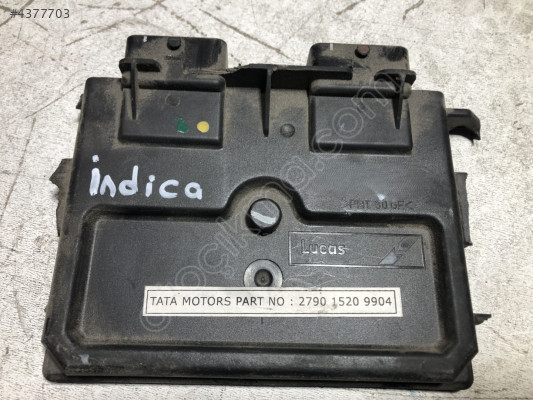 #4377703
indica
>PBT-30 GF<
Lucas
TATA MOTORS PART NO : 2790 1520 9904